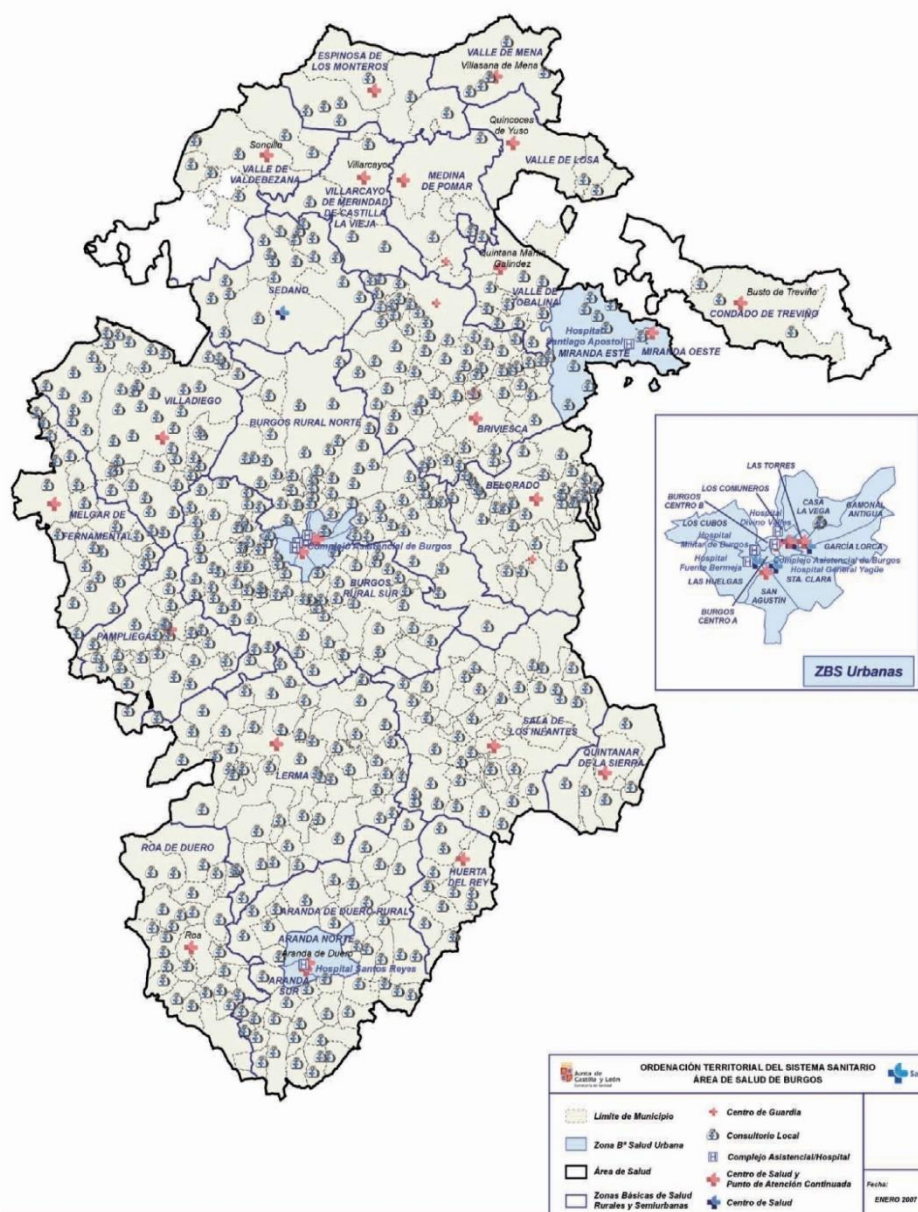 ESPINOSA DE
LOS MONTEROS
VALLE DE MENA
Villasana de Mena
Quincoces
de Yuso
VALLE DE LOSA
Soncillo
VALLE DE
VALDEBEZANA
Villarcayo
VILLARCAYO
DE MERINDAD
DE CASTILLA
LA VIEJA
MEDINA
DE POMAR
Quintana Martín
Galíndez
VALLE DE
TOBALINA
SEDANO
Busto de Treviño
CONDADO DE TREVIÑO
Hospital
Santiago Apostol
MIRANDA ESTE
MIRANDA OESTE
VILLADIEGO
BURGOS RURAL NORTE
BRIVIESCA
BELORADO
MELGAR DE
FERNAMENTAL
Complejo Asistencial de Burgos
BURGOS
RURAL SUR
PAMPLIEGA
LERMA
SALA DE
LOS INFANTES
QUINTANAR
DE LA SIERRA
ROA DE DUERO
Roa
HUERTA
DEL REY
ARANDA DE DUERO RURAL
ARANDA NORTE
Aranda de Duero
Hospital Santos Reyes
ARANDA
SUR
LAS TORRES
LOS COMUNEROS
CASA
LA VEGA
GAMONAL
ANTIGUA
BURGOS
CENTRO B
Hospital
Divino Valles
LOS CUBOS
Hospital
Militar de Burgos
GARCÍA LORCA
Hospital
Fuente Bermeja
Complejo Asistencial de Burgos
Hospital General Yagüe
LAS HUELGAS
STA. CLARA
SAN
AGUSTÍN
BURGOS
CENTRO A
ZBS Urbanas
Junta de
Castilla y León
ORDENACIÓN TERRITORIAL DEL SISTEMA SANITARIO
ÁREA DE SALUD DE BURGOS
Sa
Límite de Municipio
Zona Bª Salud Urbana
Área de Salud
Zonas Básicas de Salud
Rurales y Semiurbanas
Centro de Guardia
Consultorio Local
Complejo Asistencial/Hospital
Centro de Salud y
Punto de Atención Continuada
Centro de Salud
Fecha:
ENERO 2007